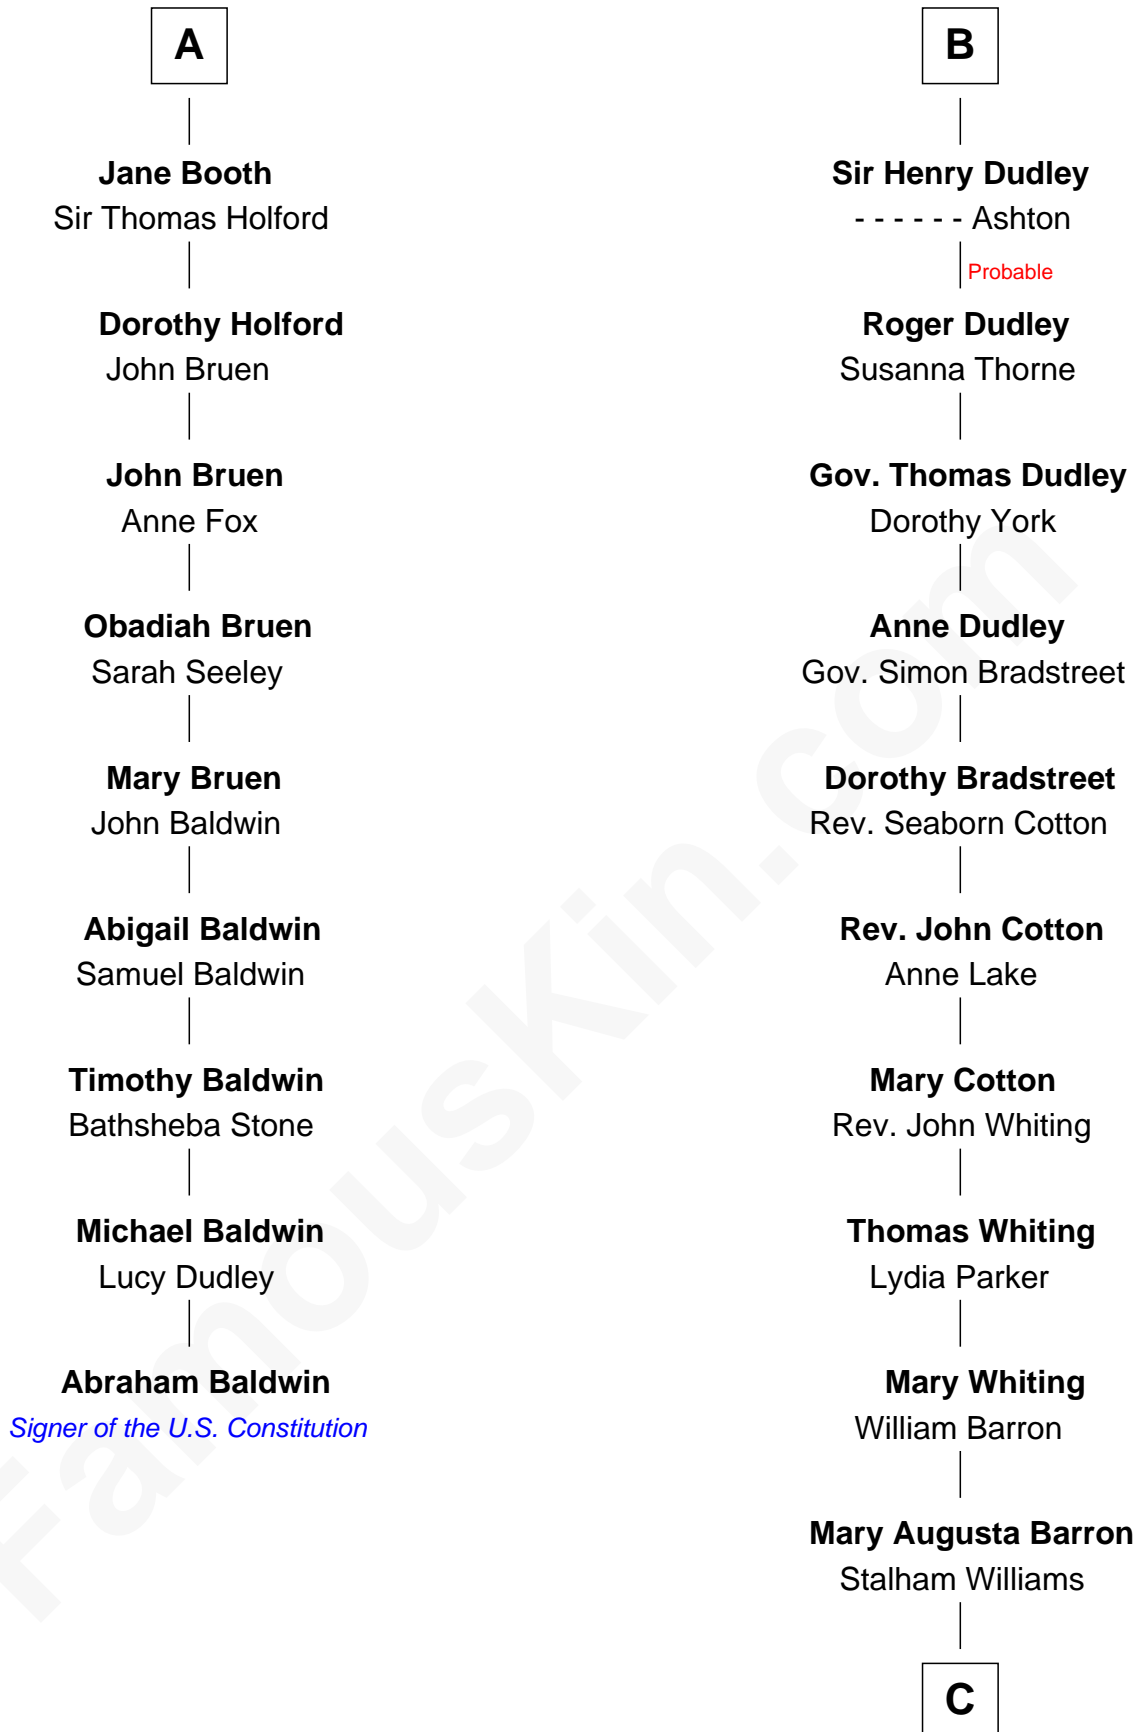 A
Jane Booth
Sir Thomas Holford
Dorothy Holford
John Bruen
John Bruen
Anne Fox
Obadiah Bruen
Sarah Seeley
Mary Bruen
John Baldwin
Abigail Baldwin
Samuel Baldwin
Timothy Baldwin
Bathsheba Stone
Michael Baldwin
Lucy Dudley
Abraham Baldwin
Signer of the U.S. Constitution
B
Sir Henry Dudley
- - - - - - Ashton
Probable
Roger Dudley
Susanna Thorne
Gov. Thomas Dudley
Dorothy York
Anne Dudley
Gov. Simon Bradstreet
Dorothy Bradstreet
Rev. Seaborn Cotton
Rev. John Cotton
Anne Lake
Mary Cotton
Rev. John Whiting
Thomas Whiting
Lydia Parker
Mary Whiting
William Barron
Mary Augusta Barron
Stalham Williams
C
FamousKin.com